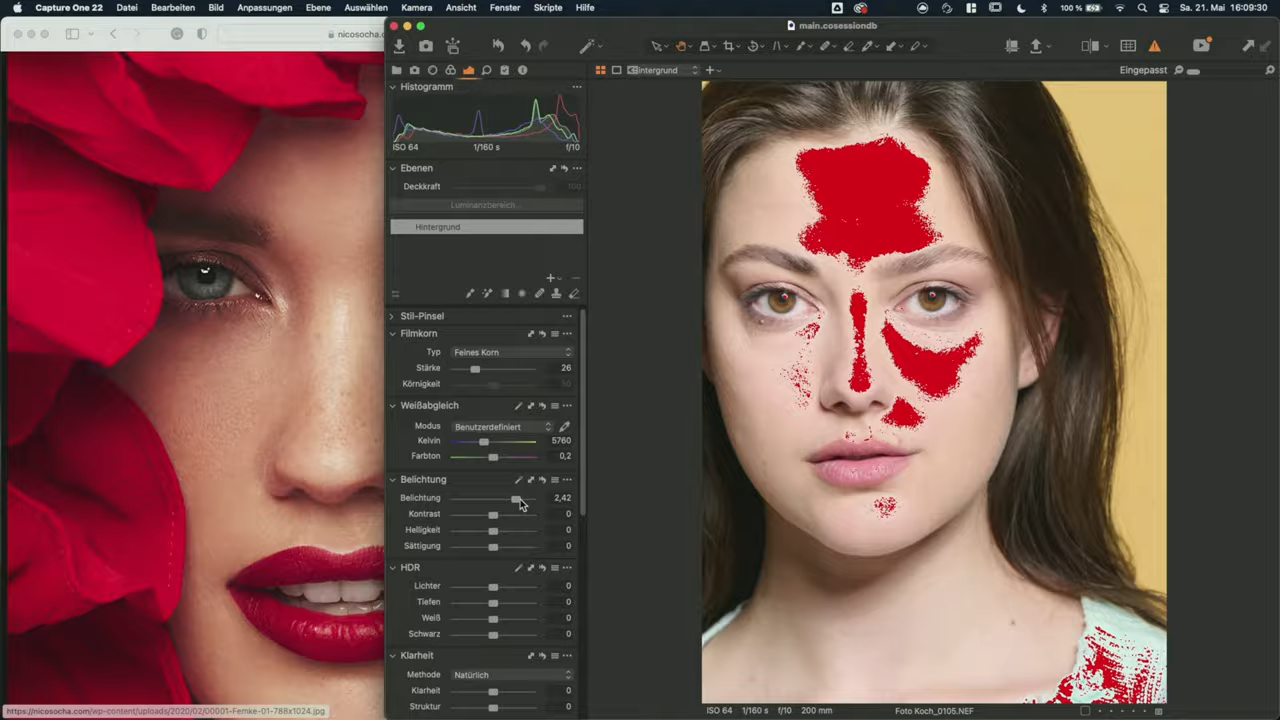 Capture One 22 Datei Bearbeiten Bild Anpassungen Ebene Auswählen Kamera Ansicht Fenster Skripte Hilfe 100 % Sa. 21. Mai 16:09:30
main.cosessiondb
nicosocha.c
Hintergrund
Eingepasst
Histogramm
ISO 64 1/160 s f/10
Ebenen
Deckkraft 100
Luminanzbereich...
Hintergrund
Stil-Pinsel
Filmkorn
Typ Feines Korn
Stärke 26
Körnigkeit 50
Weißabgleich
Modus Benutzerdefiniert
Kelvin 5760
Farbton 0,2
Belichtung
Belichtung 2,42
Kontrast 0
Helligkeit 0
Sättigung 0
HDR
Lichter 0
Tiefen 0
Weiß 0
Schwarz 0
Klarheit
Methode Natürlich
Klarheit 0
Struktur 0
https://nicosocha.com/wp-content/uploads/2020/02/00001-Femke-01-788x1024.jpg
ISO 64 1/160 s f/10 200 mm Foto Koch_0105.NEF